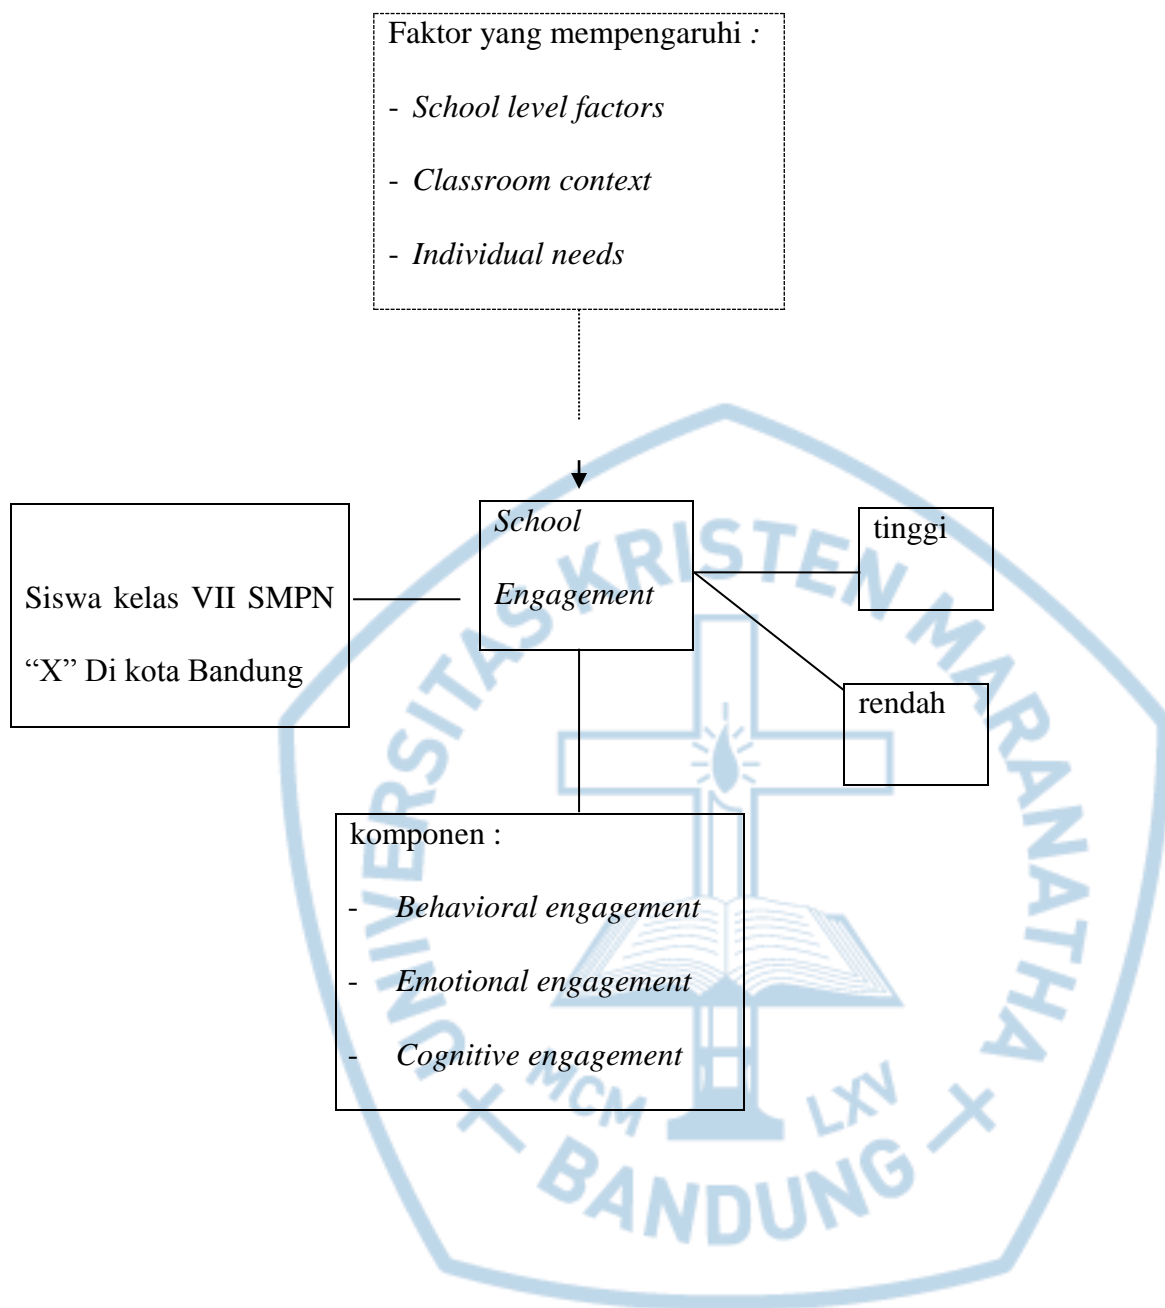 Faktor yang mempengaruhi :
- School level factors
- Classroom context
- Individual needs
Siswa kelas VII SMPN
“X” Di kota Bandung
School
Engagement
tinggi
rendah
komponen :
- Behavioral engagement
- Emotional engagement
- Cognitive engagement
UNIVERSITAS KRISTEN MARANATHA
MCM LXV
BANDUNG